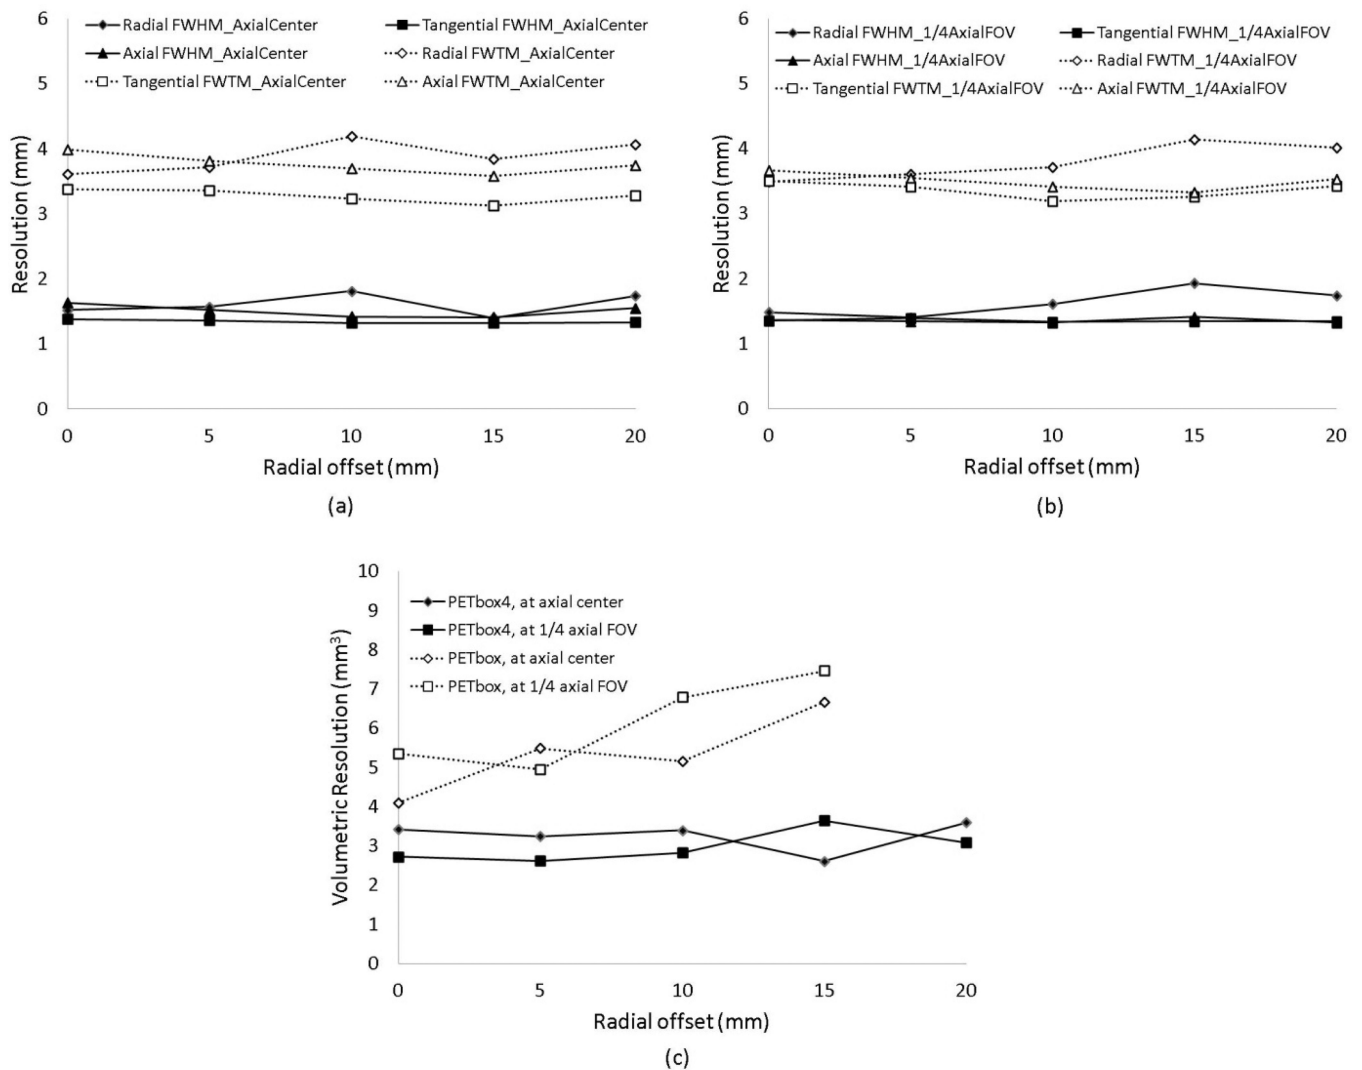 6
5
4
3
2
1
0
Resolution (mm)
Radial FWHM_AxialCenter
Tangential FWHM_AxialCenter
Axial FWHM_AxialCenter
Radial FWTM_AxialCenter
Tangential FWTM_AxialCenter
Axial FWTM_AxialCenter
0 5 10 15 20
Radial offset (mm)
(a)
6
5
4
3
2
1
0
Resolution (mm)
Radial FWHM_1/4AxialFOV
Tangential FWHM_1/4AxialFOV
Axial FWHM_1/4AxialFOV
Radial FWTM_1/4AxialFOV
Tangential FWTM_1/4AxialFOV
Axial FWTM_1/4AxialFOV
0 5 10 15 20
Radial offset (mm)
(b)
10
9
8
7
6
5
4
3
2
1
0
Volumetric Resolution (mm³)
PETbox4, at axial center
PETbox4, at 1/4 axial FOV
PETbox, at axial center
PETbox, at 1/4 axial FOV
0 5 10 15 20
Radial offset (mm)
(c)